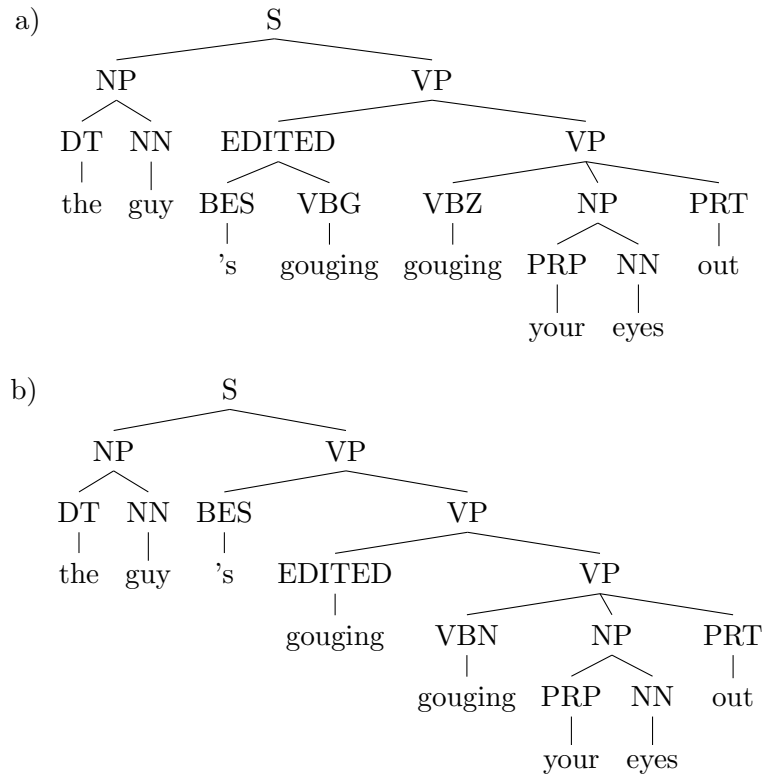 a) S
NP VP
DT NN EDITED VP
the guy BES VBG VBZ NP PRT
's gouging gouging PRP NN out
your eyes
b) S
NP VP
DT NN BES VP
the guy 's EDITED VP
gouging VBN NP PRT
gouging PRP NN out
your eyes